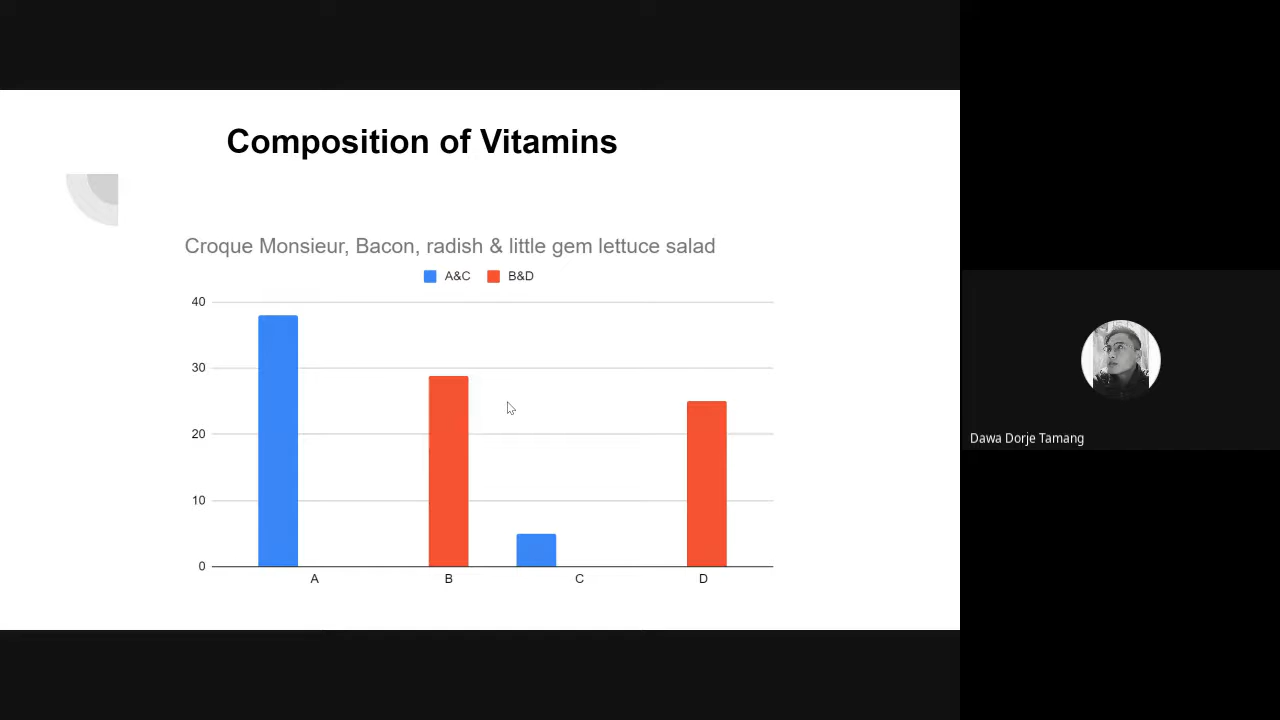 Composition of Vitamins
Croque Monsieur, Bacon, radish & little gem lettuce salad
A&C B&D
40
30
20
10
0
A B C D
Dawa Dorje Tamang